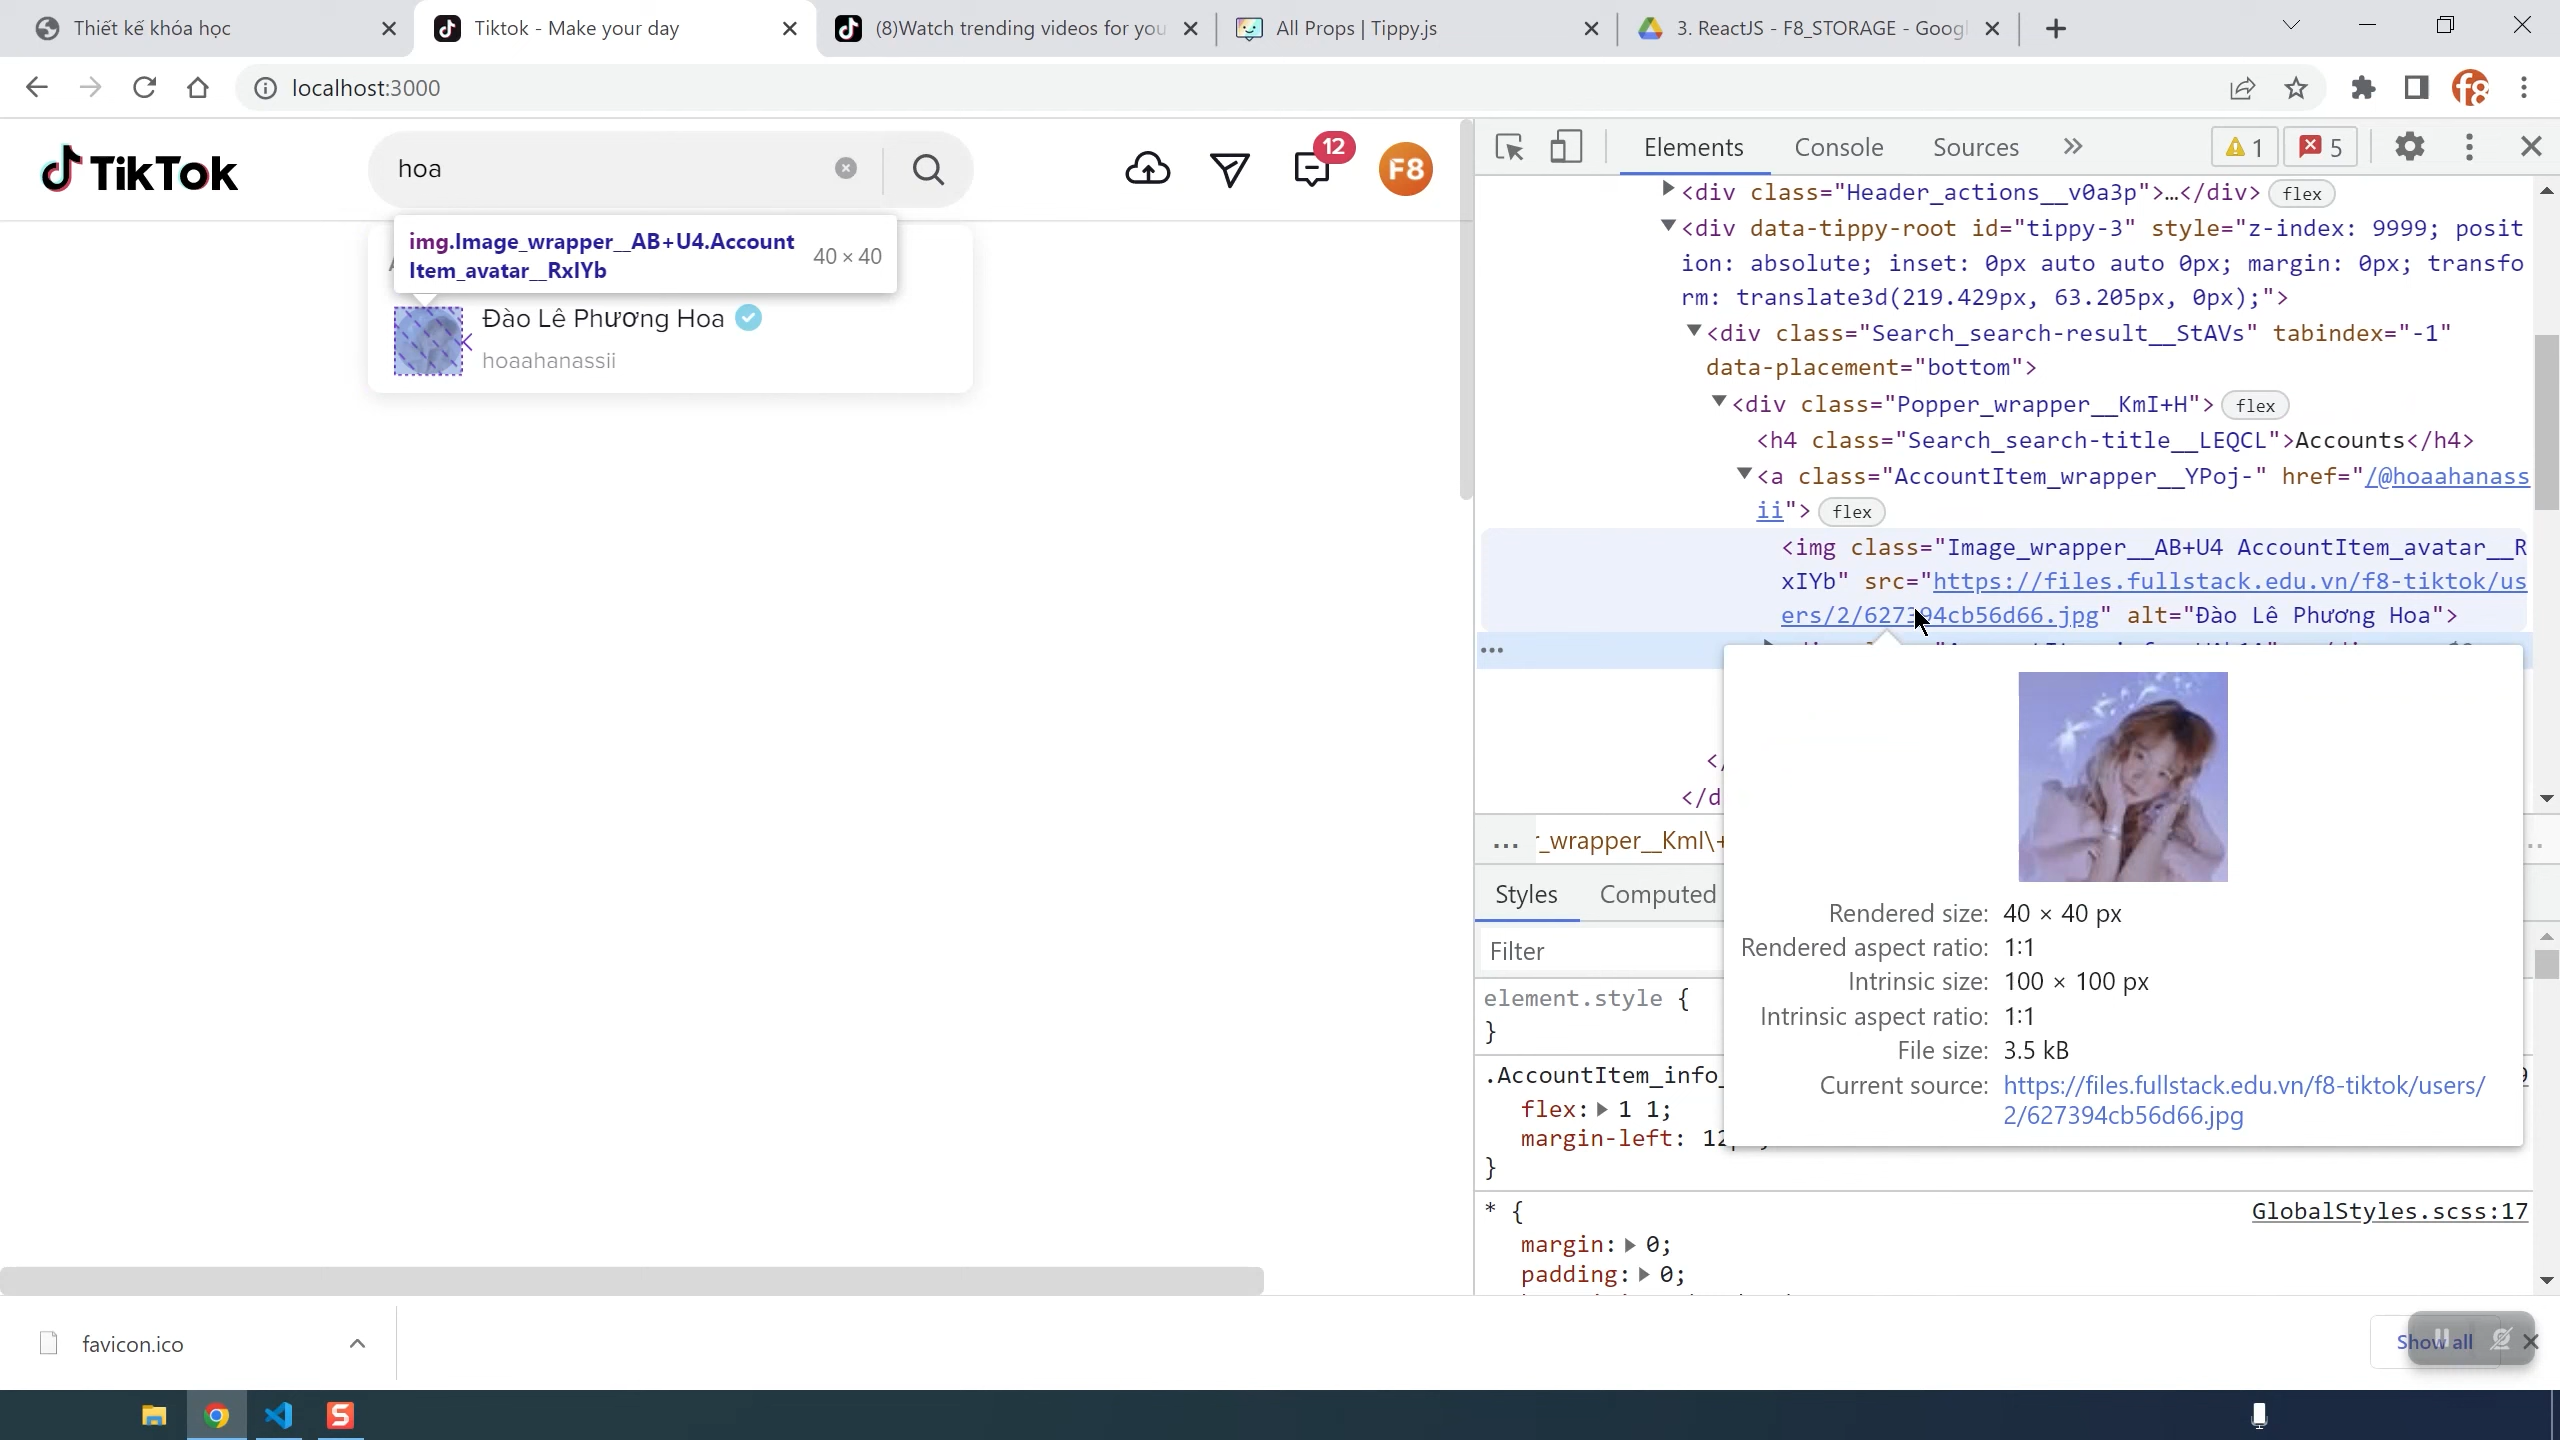 Thiết kế khóa học
Tiktok - Make your day
(8)Watch trending videos for you
All Props | Tippy.js
3. ReactJS - F8_STORAGE - Goog
localhost:3000
f8
TikTok
hoa
12
F8
img.Image_wrapper__AB+U4.Account
Item_avatar__RxIYb
40 × 40
Đào Lê Phương Hoa
hoaahanassii
Elements
Console
Sources
1
5
<div class="Header_actions__v0a3p">…</div> flex
<div data-tippy-root id="tippy-3" style="z-index: 9999; posit
ion: absolute; inset: 0px auto auto 0px; margin: 0px; transfo
rm: translate3d(219.429px, 63.205px, 0px);">
<div class="Search_search-result__StAVs" tabindex="-1"
data-placement="bottom">
<div class="Popper_wrapper__KmI+H"> flex
<h4 class="Search_search-title__LEQCL">Accounts</h4>
<a class="AccountItem_wrapper__YPoj-" href="/@hoaahanass
ii"> flex
<img class="Image_wrapper__AB+U4 AccountItem_avatar__R
xIYb" src="https://files.fullstack.edu.vn/f8-tiktok/us
ers/2/627394cb56d66.jpg" alt="Đào Lê Phương Hoa">
</d
... r_wrapper__KmI\+
Styles
Computed
Filter
element.style {
}
.AccountItem_info_
flex: 1 1;
margin-left: 12
}
* {
GlobalStyles.scss:17
margin: 0;
padding: 0;
Rendered size: 40 × 40 px
Rendered aspect ratio: 1:1
Intrinsic size: 100 × 100 px
Intrinsic aspect ratio: 1:1
File size: 3.5 kB
Current source: https://files.fullstack.edu.vn/f8-tiktok/users/
2/627394cb56d66.jpg
favicon.ico
Show all